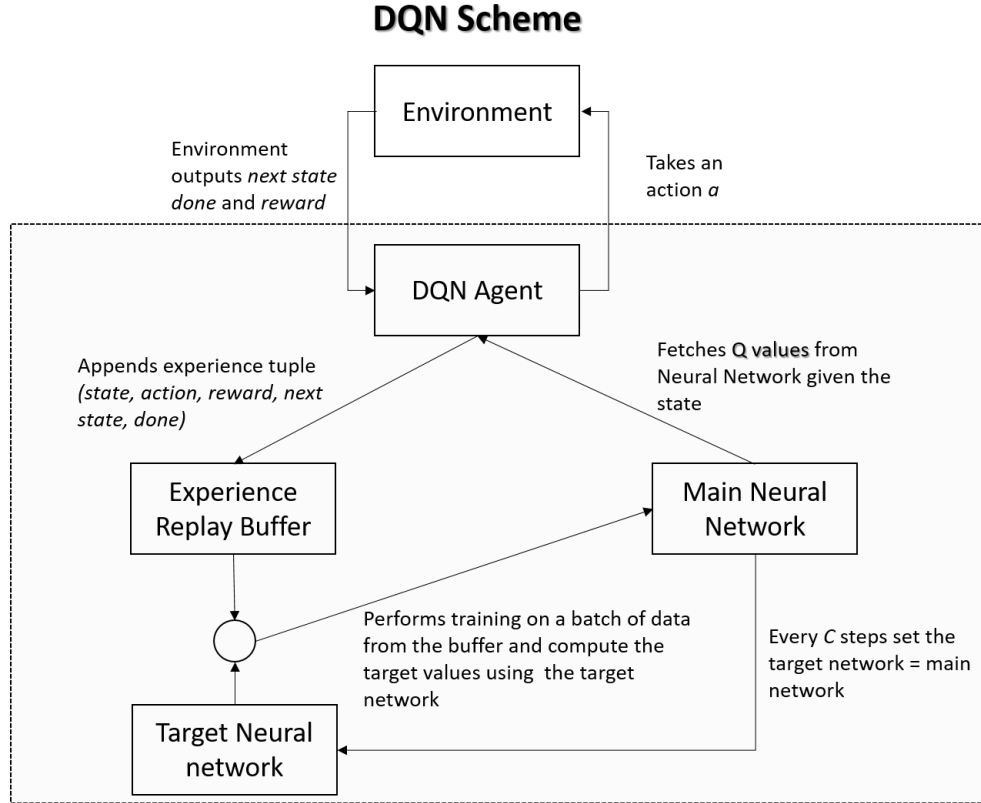 DQN Scheme
Environment
Environment
outputs next state
done and reward
Takes an
action a
DQN Agent
Appends experience tuple
(state, action, reward, next
state, done)
Fetches Q values from
Neural Network given the
state
Experience
Replay Buffer
Main Neural
Network
Performs training on a batch of data
from the buffer and compute the
target values using  the target
network
Every C steps set the
target network = main
network
Target Neural
network